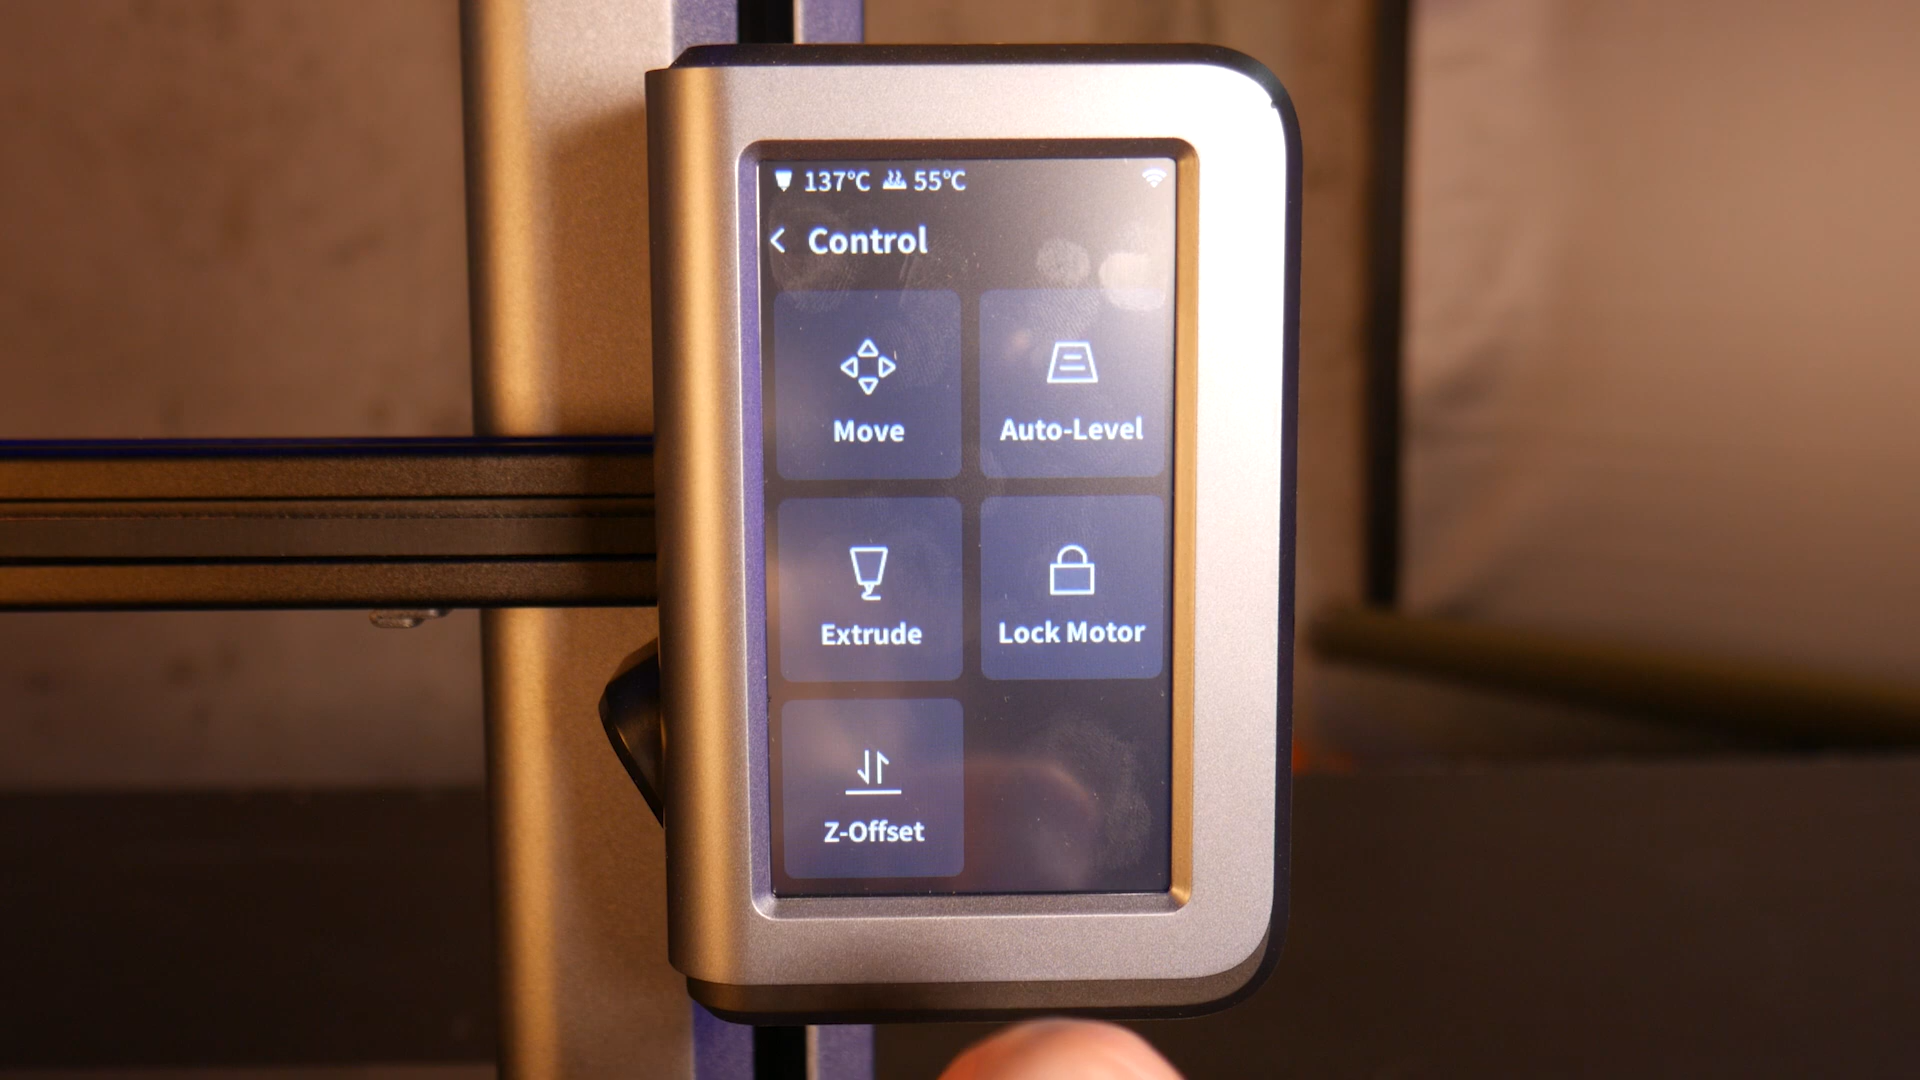 137°C 55°C
Control
Move
Auto-Level
Extrude
Lock Motor
Z-Offset